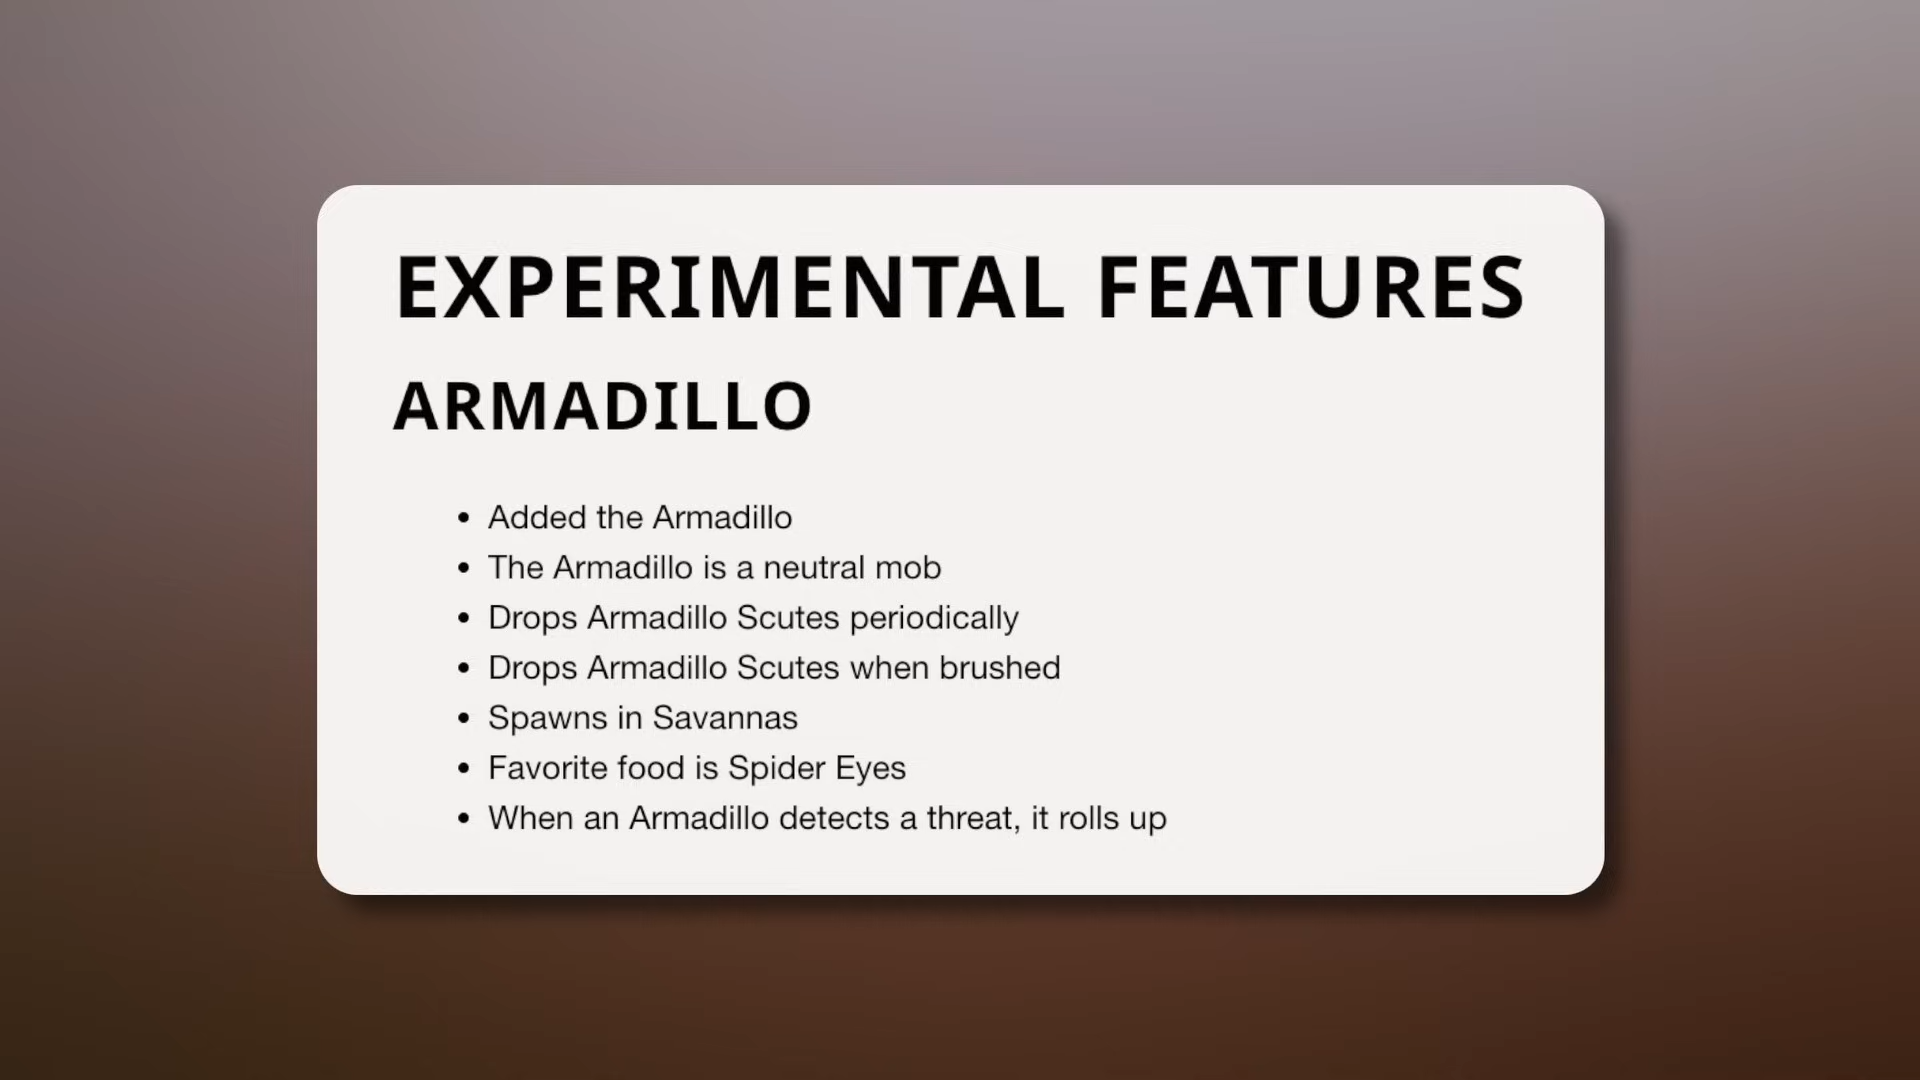 EXPERIMENTAL FEATURES
ARMADILLO
• Added the Armadillo
• The Armadillo is a neutral mob
• Drops Armadillo Scutes periodically
• Drops Armadillo Scutes when brushed
• Spawns in Savannas
• Favorite food is Spider Eyes
• When an Armadillo detects a threat, it rolls up